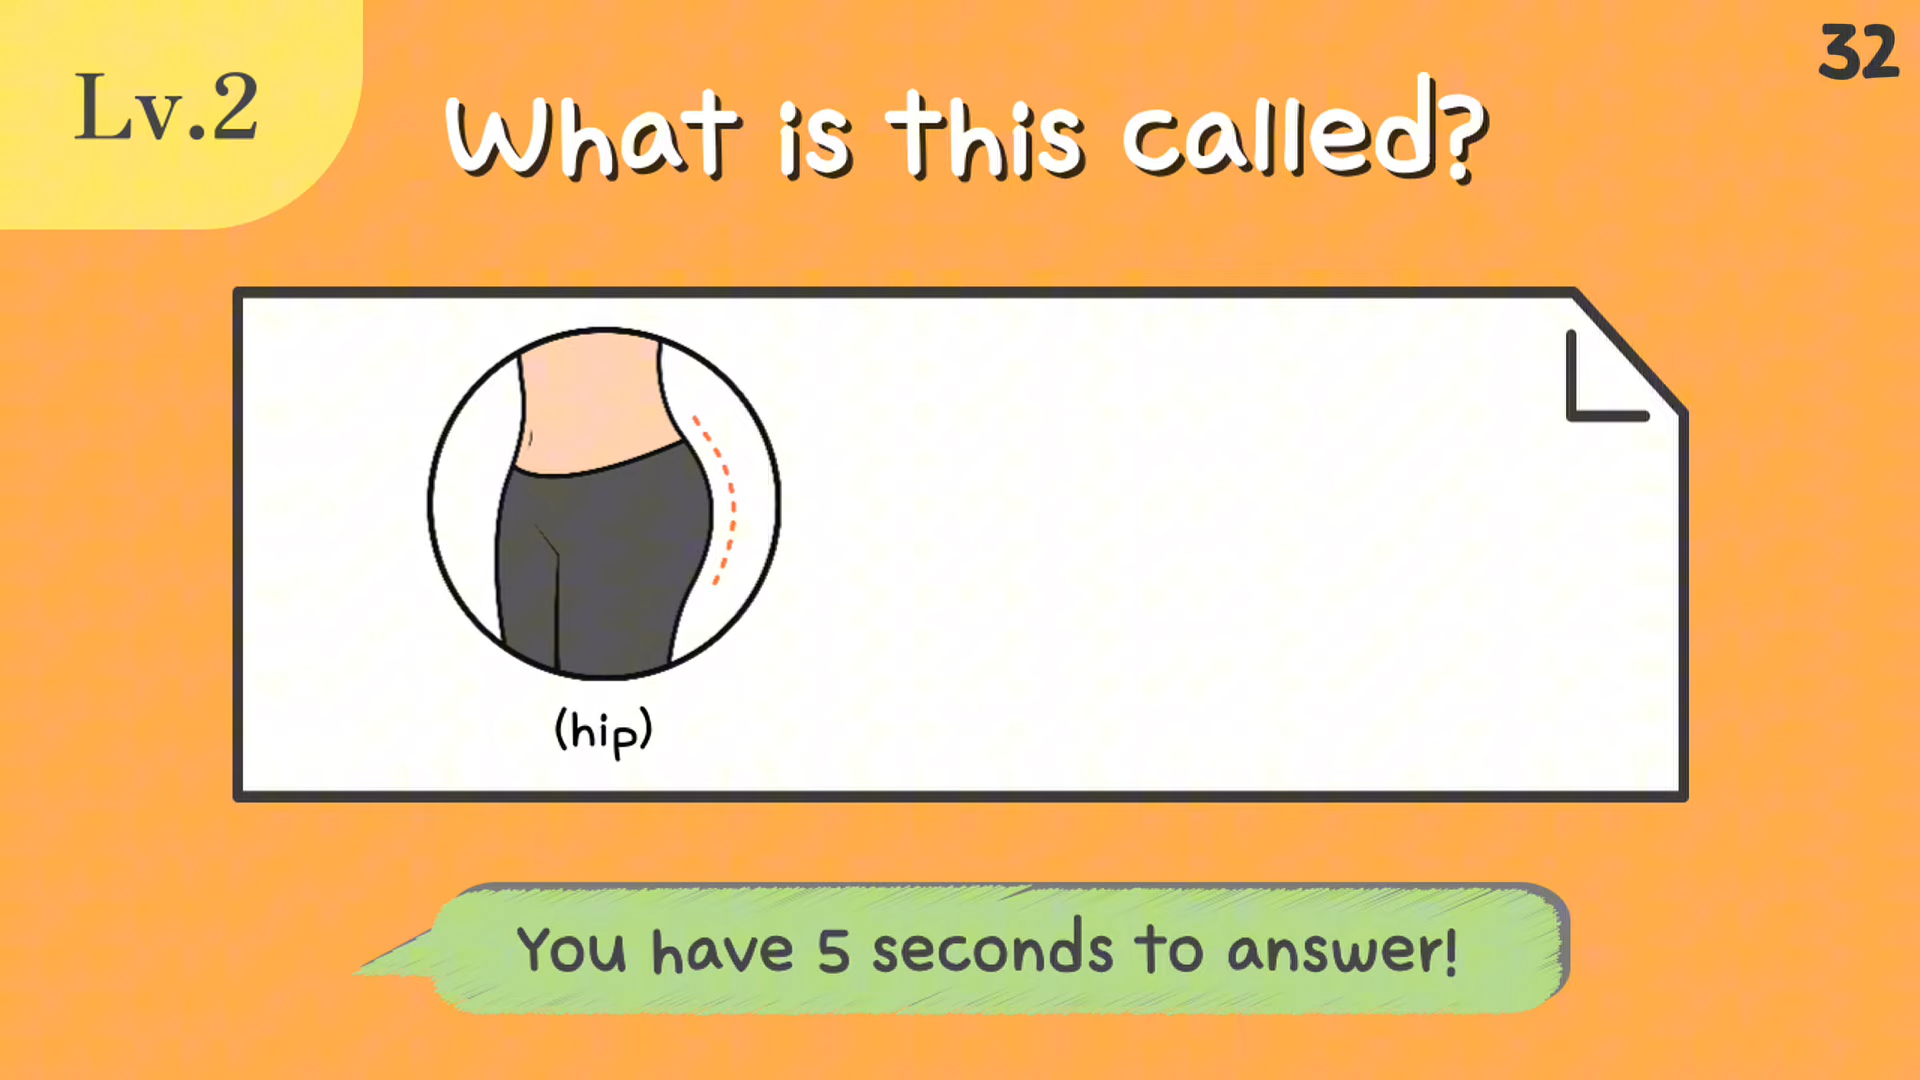 Lv.2
32
What is this called?
(hip)
You have 5 seconds to answer!